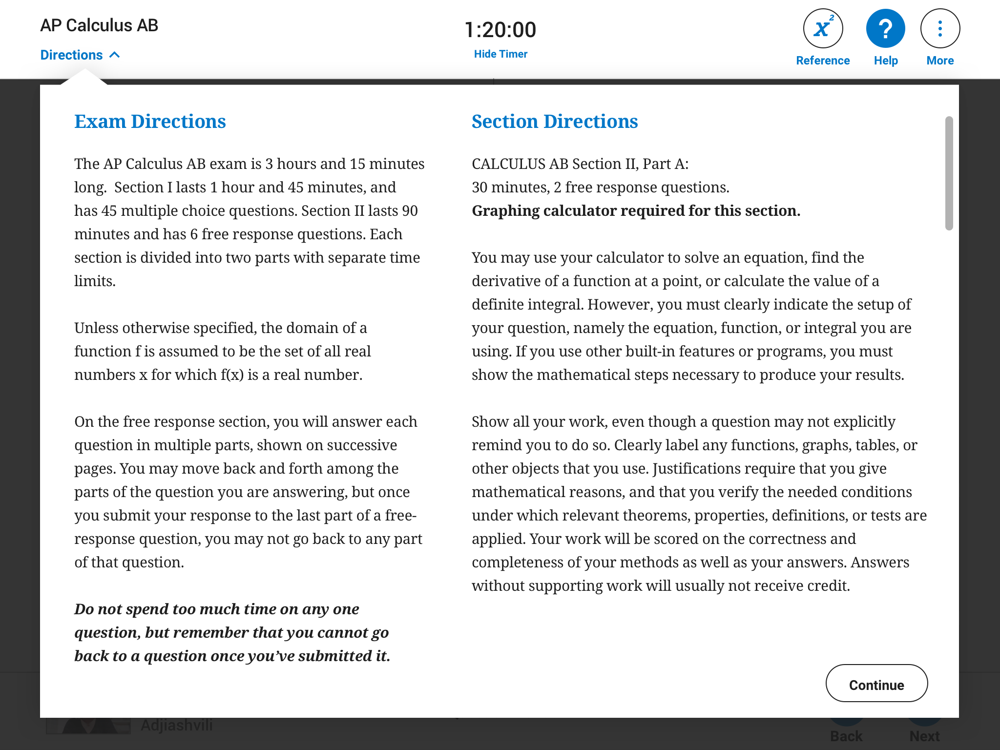 AP Calculus AB
Directions
1:20:00
Hide Timer
x²
Reference
?
Help
More
Exam Directions
The AP Calculus AB exam is 3 hours and 15 minutes
long.  Section I lasts 1 hour and 45 minutes, and
has 45 multiple choice questions. Section II lasts 90
minutes and has 6 free response questions. Each
section is divided into two parts with separate time
limits.
Unless otherwise specified, the domain of a
function f is assumed to be the set of all real
numbers x for which f(x) is a real number.
On the free response section, you will answer each
question in multiple parts, shown on successive
pages. You may move back and forth among the
parts of the question you are answering, but once
you submit your response to the last part of a free-
response question, you may not go back to any part
of that question.
Do not spend too much time on any one
question, but remember that you cannot go
back to a question once you’ve submitted it.
Section Directions
CALCULUS AB Section II, Part A:
30 minutes, 2 free response questions.
Graphing calculator required for this section.
You may use your calculator to solve an equation, find the
derivative of a function at a point, or calculate the value of a
definite integral. However, you must clearly indicate the setup of
your question, namely the equation, function, or integral you are
using. If you use other built-in features or programs, you must
show the mathematical steps necessary to produce your results.
Show all your work, even though a question may not explicitly
remind you to do so. Clearly label any functions, graphs, tables, or
other objects that you use. Justifications require that you give
mathematical reasons, and that you verify the needed conditions
under which relevant theorems, properties, definitions, or tests are
applied. Your work will be scored on the correctness and
completeness of your methods as well as your answers. Answers
without supporting work will usually not receive credit.
Continue
Adjiashvili
Back
Next